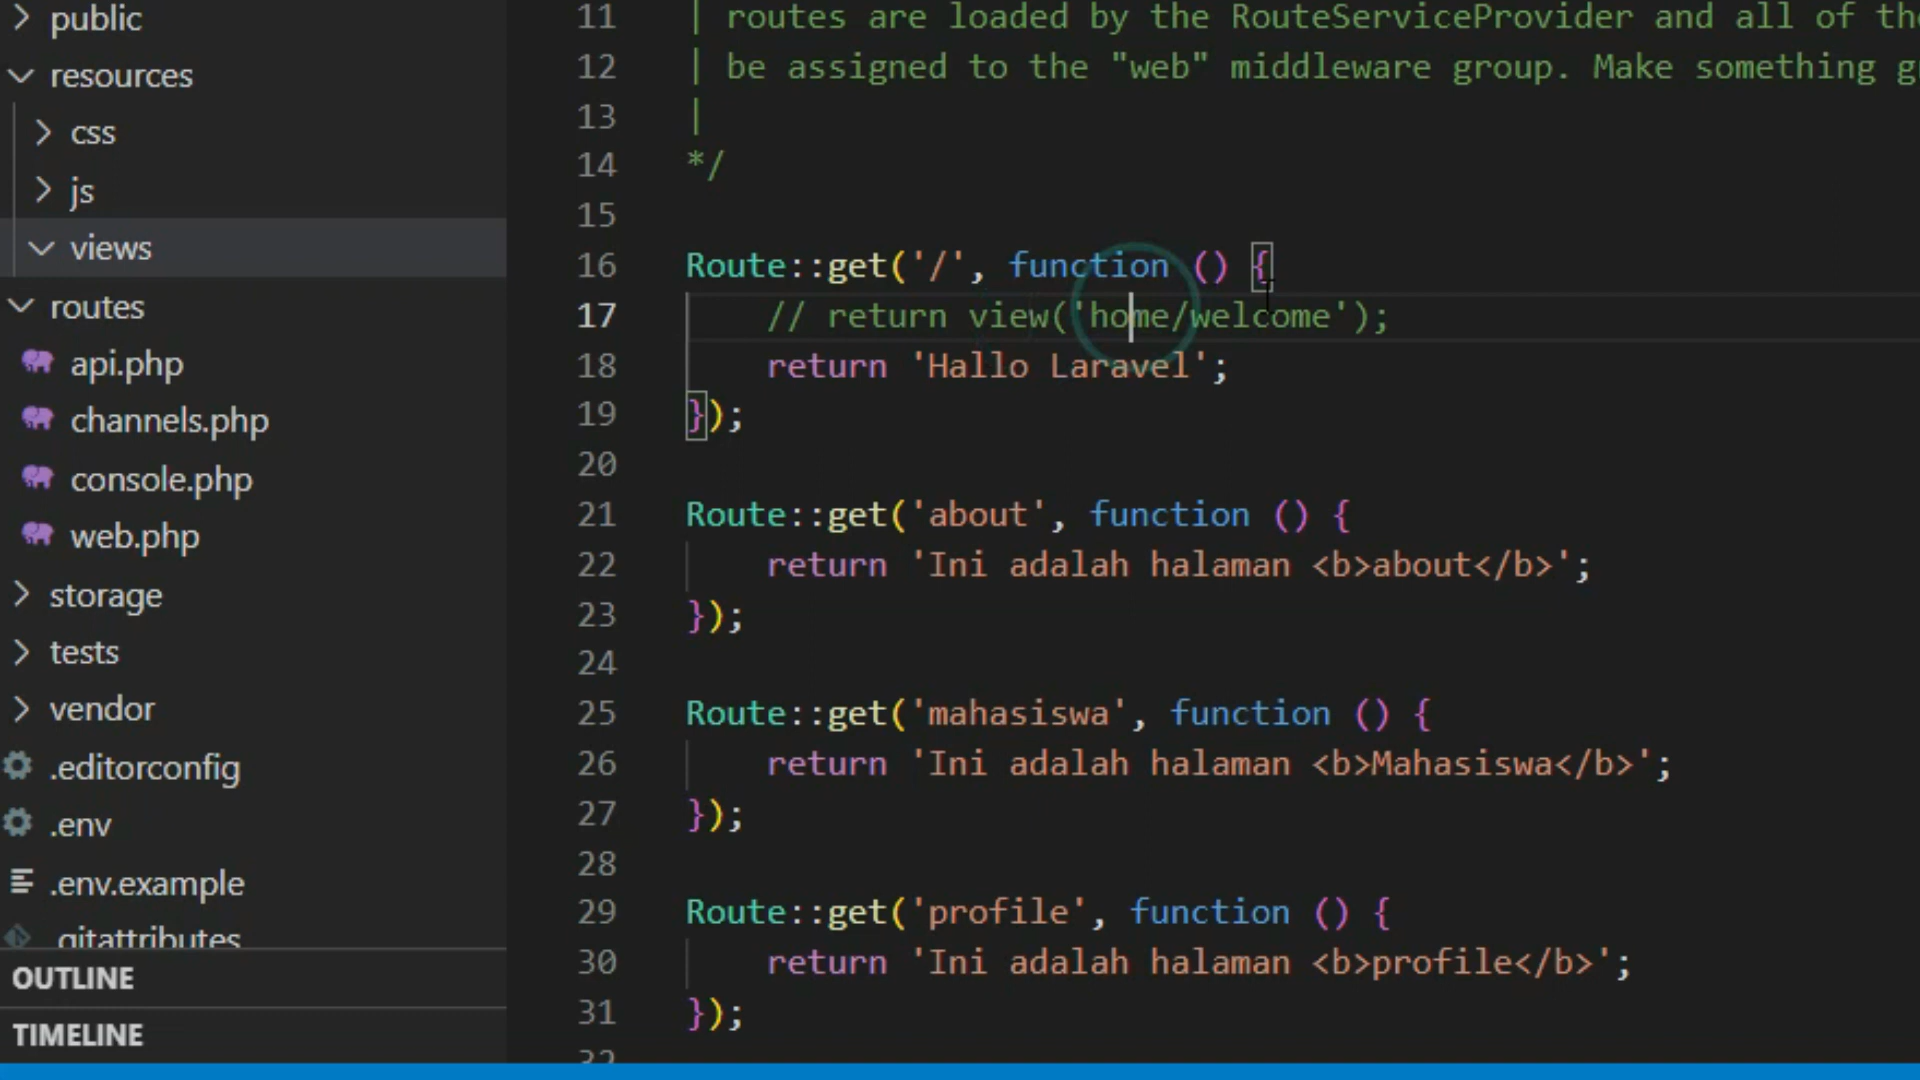 public
resources
css
js
views
routes
api.php
channels.php
console.php
web.php
storage
tests
vendor
.editorconfig
.env
.env.example
.gitattributes
OUTLINE
TIMELINE
11 | routes are loaded by the RouteServiceProvider and all of
12 | be assigned to the "web" middleware group. Make something
13 |
14 */
15
16 Route::get('/', function () {
17 // return view('home/welcome');
18 return 'Hallo Laravel';
19 });
20
21 Route::get('about', function () {
22 return 'Ini adalah halaman <b>about</b>';
23 });
24
25 Route::get('mahasiswa', function () {
26 return 'Ini adalah halaman <b>Mahasiswa</b>';
27 });
28
29 Route::get('profile', function () {
30 return 'Ini adalah halaman <b>profile</b>';
31 });
32